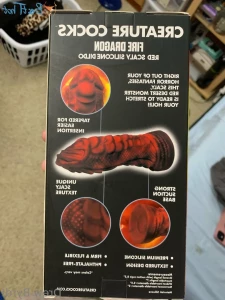 CREATURE COCKS
FIRE DRAGON
RED SCALY SILICONE DILDO
RIGHT OUT OF YOUR
HORROR FANTASIES,
RED DESERT MONSTER
IS READY TO STRETCH
YOUR HOLE!
TAPERED FOR
EASIER
INSERTION
UNIQUE
SCALY
TEXTURE
STRONG
SUCTION
BASE
• PREMIUM SILICONE
• TEXTURED DESIGN
• FIRM & FLEXIBLE
• PHTHALATE-FREE
CREATURECOCKS.COM